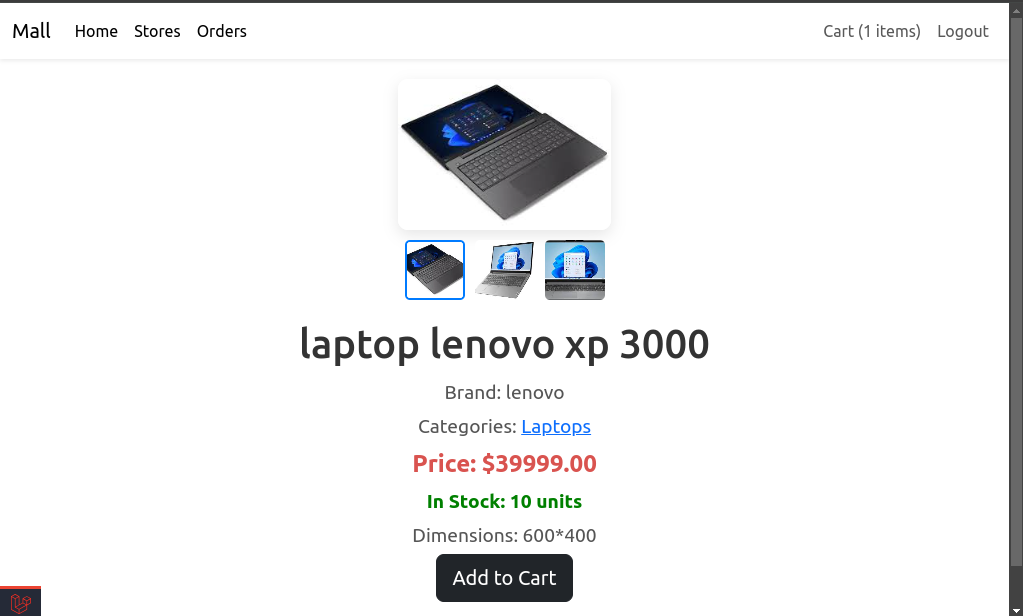 Mall Home Stores Orders Cart (1 items) Logout
laptop lenovo xp 3000
Brand: lenovo
Categories: Laptops
Price: $39999.00
In Stock: 10 units
Dimensions: 600*400
Add to Cart